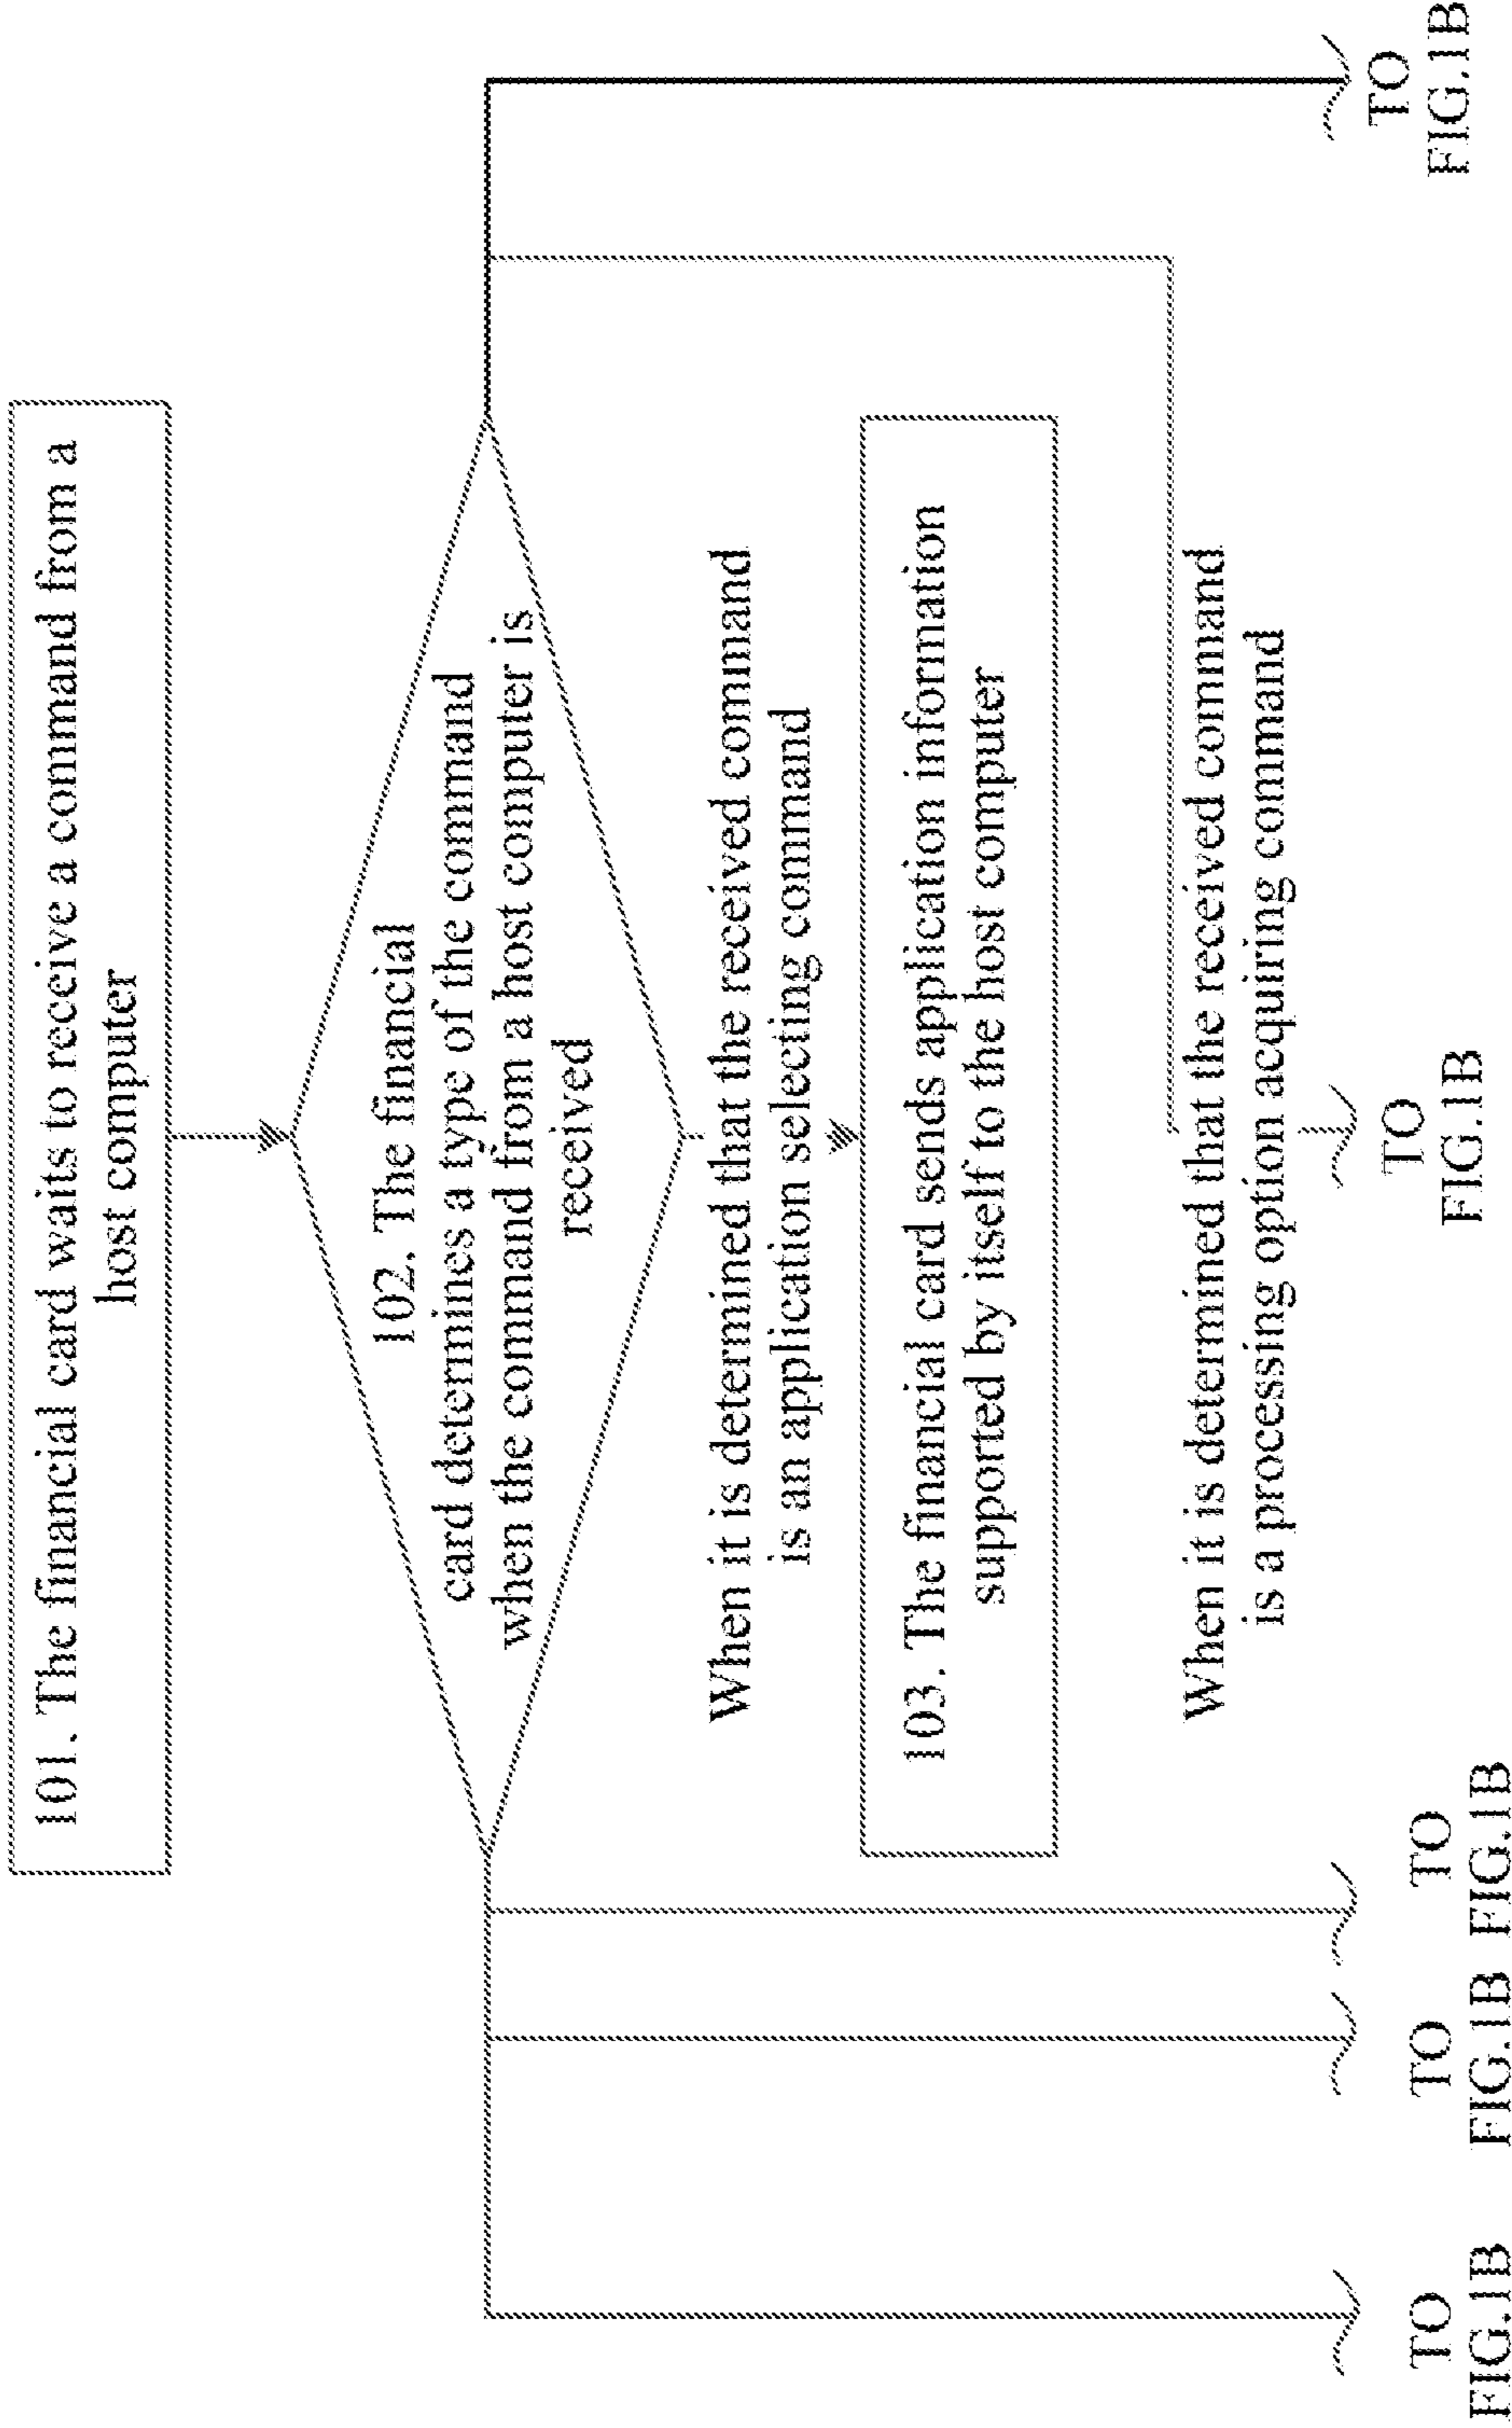 101. The financial card waits to receive a command from a
host computer
102. The financial
card determines a type of the command
when the command from a host computer is
received
When it is determined that the received command
is an application selecting command
103. The financial card sends application information
supported by itself to the host computer
When it is determined that the received command
is a processing option acquiring command
TO
FIG.1B
TO
FIG.1B
TO
FIG.1B
TO
FIG.1B
TO
FIG.1B